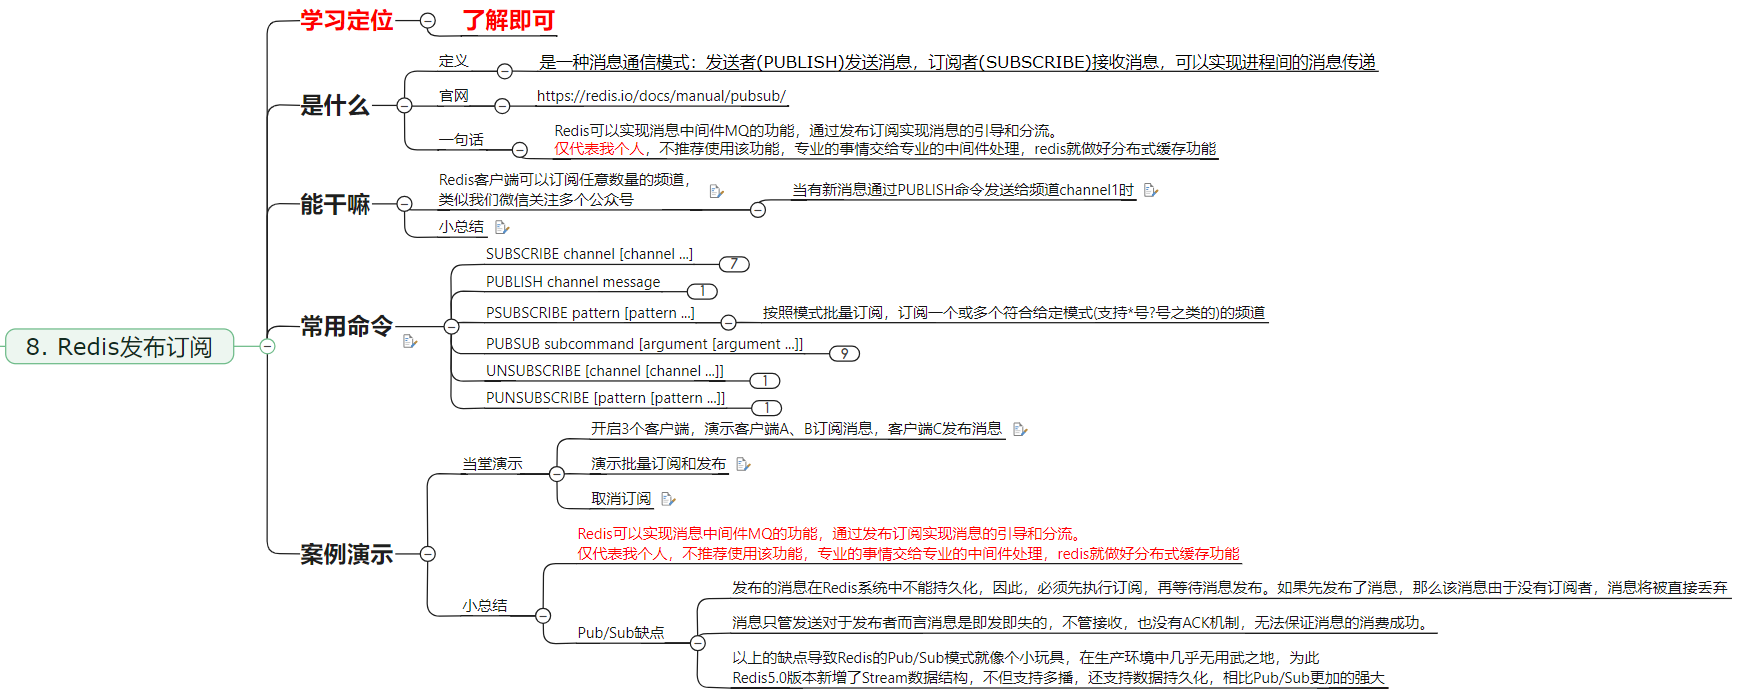 8. Redis发布订阅
学习定位
了解即可
是什么
定义
是一种消息通信模式：发送者(PUBLISH)发送消息，订阅者(SUBSCRIBE)接收消息，可以实现进程间的消息传递
官网
https://redis.io/docs/manual/pubsub/
一句话
Redis可以实现消息中间件MQ的功能，通过发布订阅实现消息的引导和分流。
仅代表我个人，不推荐使用该功能，专业的事情交给专业的中间件处理，redis就做好分布式缓存功能
能干嘛
Redis客户端可以订阅任意数量的频道，
类似我们微信关注多个公众号
当有新消息通过PUBLISH命令发送给频道channel1时
小总结
常用命令
SUBSCRIBE channel [channel ...]
7
PUBLISH channel message
1
PSUBSCRIBE pattern [pattern ...]
按照模式批量订阅，订阅一个或多个符合给定模式(支持*号?号之类的)的频道
PUBSUB subcommand [argument [argument ...]]
9
UNSUBSCRIBE [channel [channel ...]]
1
PUNSUBSCRIBE [pattern [pattern ...]]
1
案例演示
当堂演示
开启3个客户端，演示客户端A、B订阅消息，客户端C发布消息
演示批量订阅和发布
取消订阅
小总结
Redis可以实现消息中间件MQ的功能，通过发布订阅实现消息的引导和分流。
仅代表我个人，不推荐使用该功能，专业的事情交给专业的中间件处理，redis就做好分布式缓存功能
Pub/Sub缺点
发布的消息在Redis系统中不能持久化，因此，必须先执行订阅，再等待消息发布。如果先发布了消息，那么该消息由于没有订阅者，消息将被直接丢弃
消息只管发送对于发布者而言消息是即发即失的，不管接收，也没有ACK机制，无法保证消息的消费成功。
以上的缺点导致Redis的Pub/Sub模式就像个小玩具，在生产环境中几乎无用武之地，为此
Redis5.0版本新增了Stream数据结构，不但支持多播，还支持数据持久化，相比Pub/Sub更加的强大